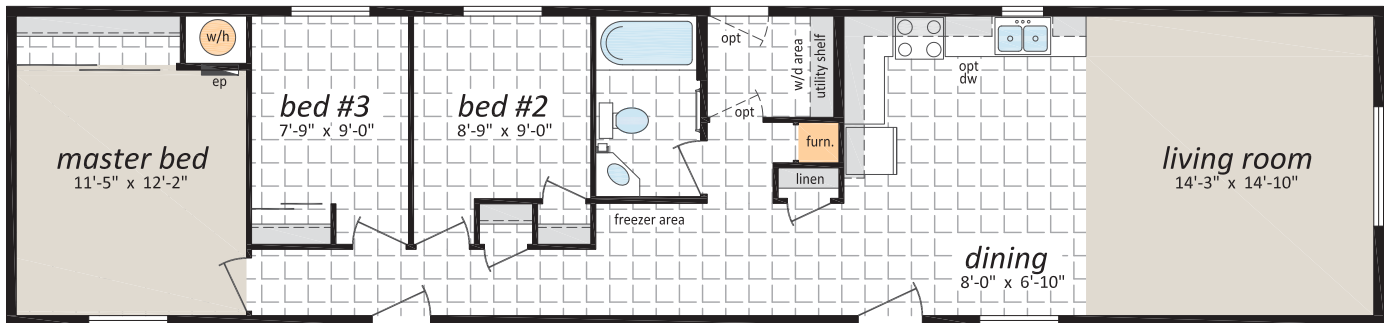 w/h
ep
master bed
11'-5" x 12'-2"
bed #3
7'-9" x 9'-0"
bed #2
8'-9" x 9'-0"
opt
w/d area
utility shelf
opt
furn.
linen
freezer area
opt
dw
dining
8'-0" x 6'-10"
living room
14'-3" x 14'-10"